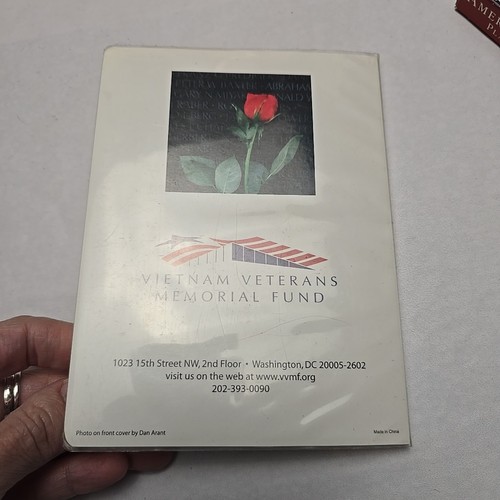 VIETNAM VETERANS
MEMORIAL FUND
1023 15th Street NW, 2nd Floor • Washington, DC 20005-2602
visit us on the web at www.vvmf.org
202-393-0090
Photo on front cover by Dan Arant
Made in China